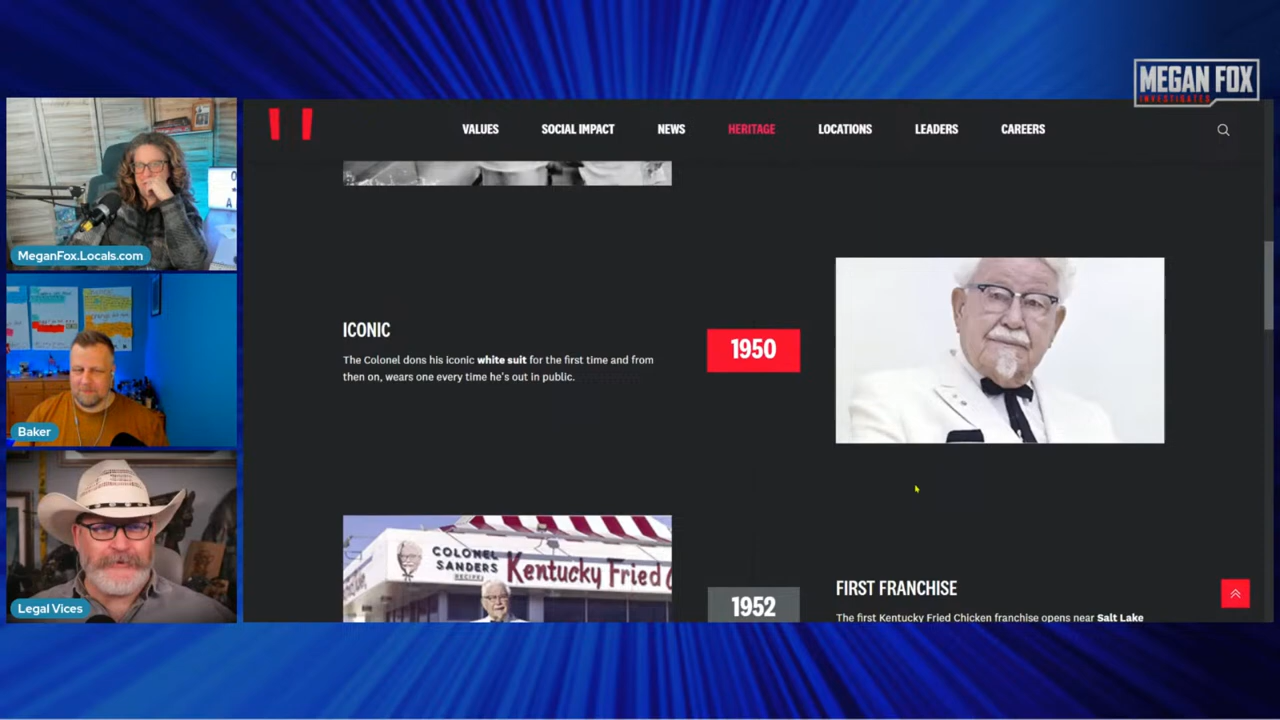 MEGAN FOX
INVESTIGATES
VALUES
SOCIAL IMPACT
NEWS
HERITAGE
LOCATIONS
LEADERS
CAREERS
MeganFox.Locals.com
Baker
Legal Vices
ICONIC
The Colonel dons his iconic white suit for the first time and from
then on, wears one every time he's out in public.
1950
COLONEL
SANDERS
RECIPE
Kentucky Fried
1952
FIRST FRANCHISE
The first Kentucky Fried Chicken franchise opens near Salt Lake